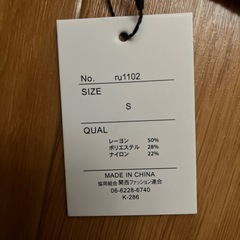 No. ru1102
SIZE
S
QUAL
レーヨン 50%
ポリエステル 28%
ナイロン 22%
MADE IN CHINA
協同組合 関西ファッション連合
06-6228-6740
K-286